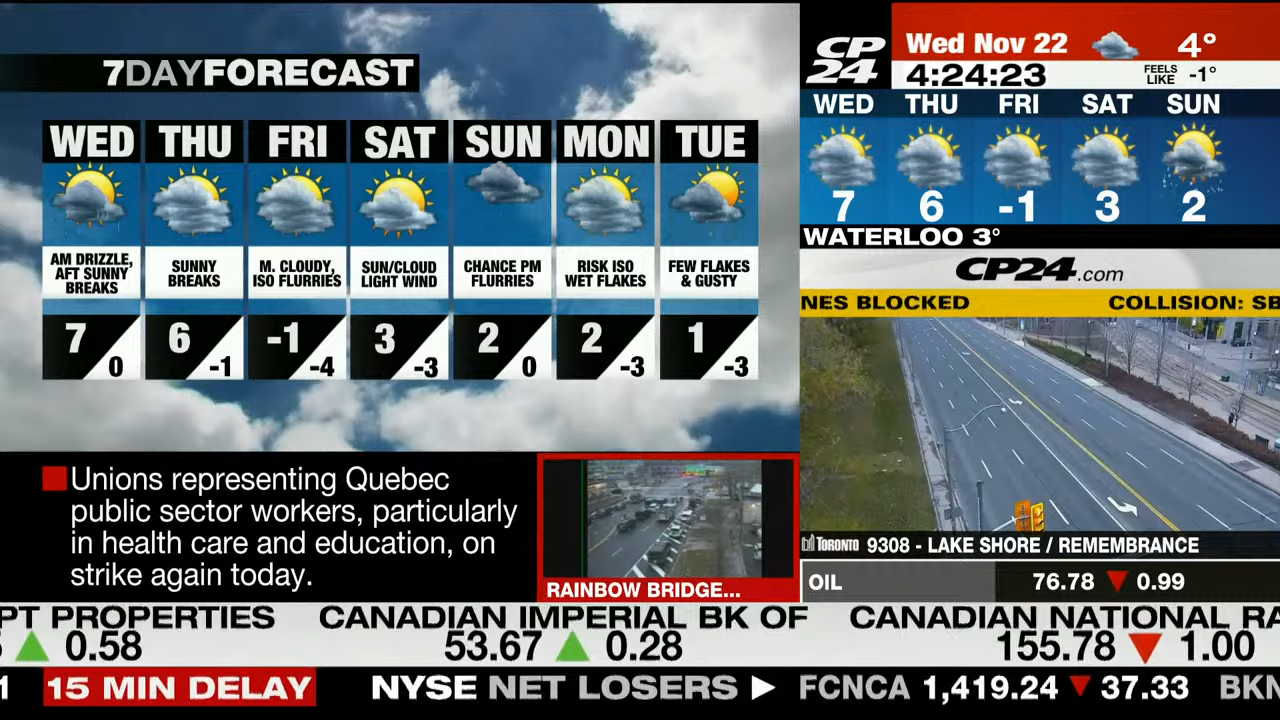 7DAYFORECAST
WED THU FRI SAT SUN MON TUE
AM DRIZZLE,
AFT SUNNY
BREAKS
SUNNY
BREAKS
M. CLOUDY,
ISO FLURRIES
SUN/CLOUD
LIGHT WIND
CHANCE PM
FLURRIES
RISK ISO
WET FLAKES
FEW FLAKES
& GUSTY
7 0 6 -1 -1 -4 3 -3 2 0 2 -3 1 -3
CP
24
Wed Nov 22 4°
4:24:23 FEELS
LIKE -1°
WED THU FRI SAT SUN
7 6 -1 3 2
WATERLOO 3°
CP24.com
NES BLOCKED COLLISION: SB
TORONTO 9308 - LAKE SHORE / REMEMBRANCE
OIL 76.78 ▼ 0.99
Unions representing Quebec
public sector workers, particularly
in health care and education, on
strike again today.
RAINBOW BRIDGE...
PT PROPERTIES CANADIAN IMPERIAL BK OF CANADIAN NATIONAL RA
▲ 0.58 53.67 ▲ 0.28 155.78 ▼ 1.00
1 15 MIN DELAY NYSE NET LOSERS ► FCNCA 1,419.24 ▼ 37.33 BKN